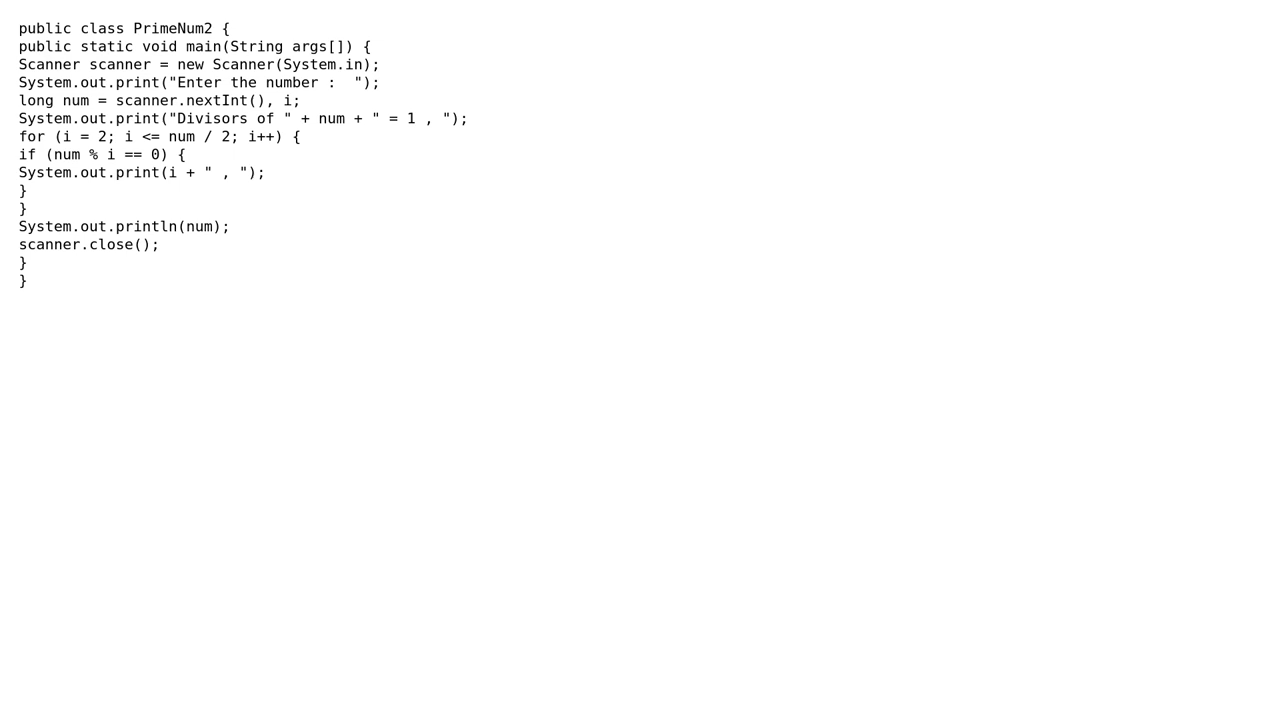 public class PrimeNum2 {
public static void main(String args[]) {
Scanner scanner = new Scanner(System.in);
System.out.print("Enter the number :  ");
long num = scanner.nextInt(), i;
System.out.print("Divisors of " + num + " = 1 , ");
for (i = 2; i <= num / 2; i++) {
if (num % i == 0) {
System.out.print(i + " , ");
}
}
System.out.println(num);
scanner.close();
}
}